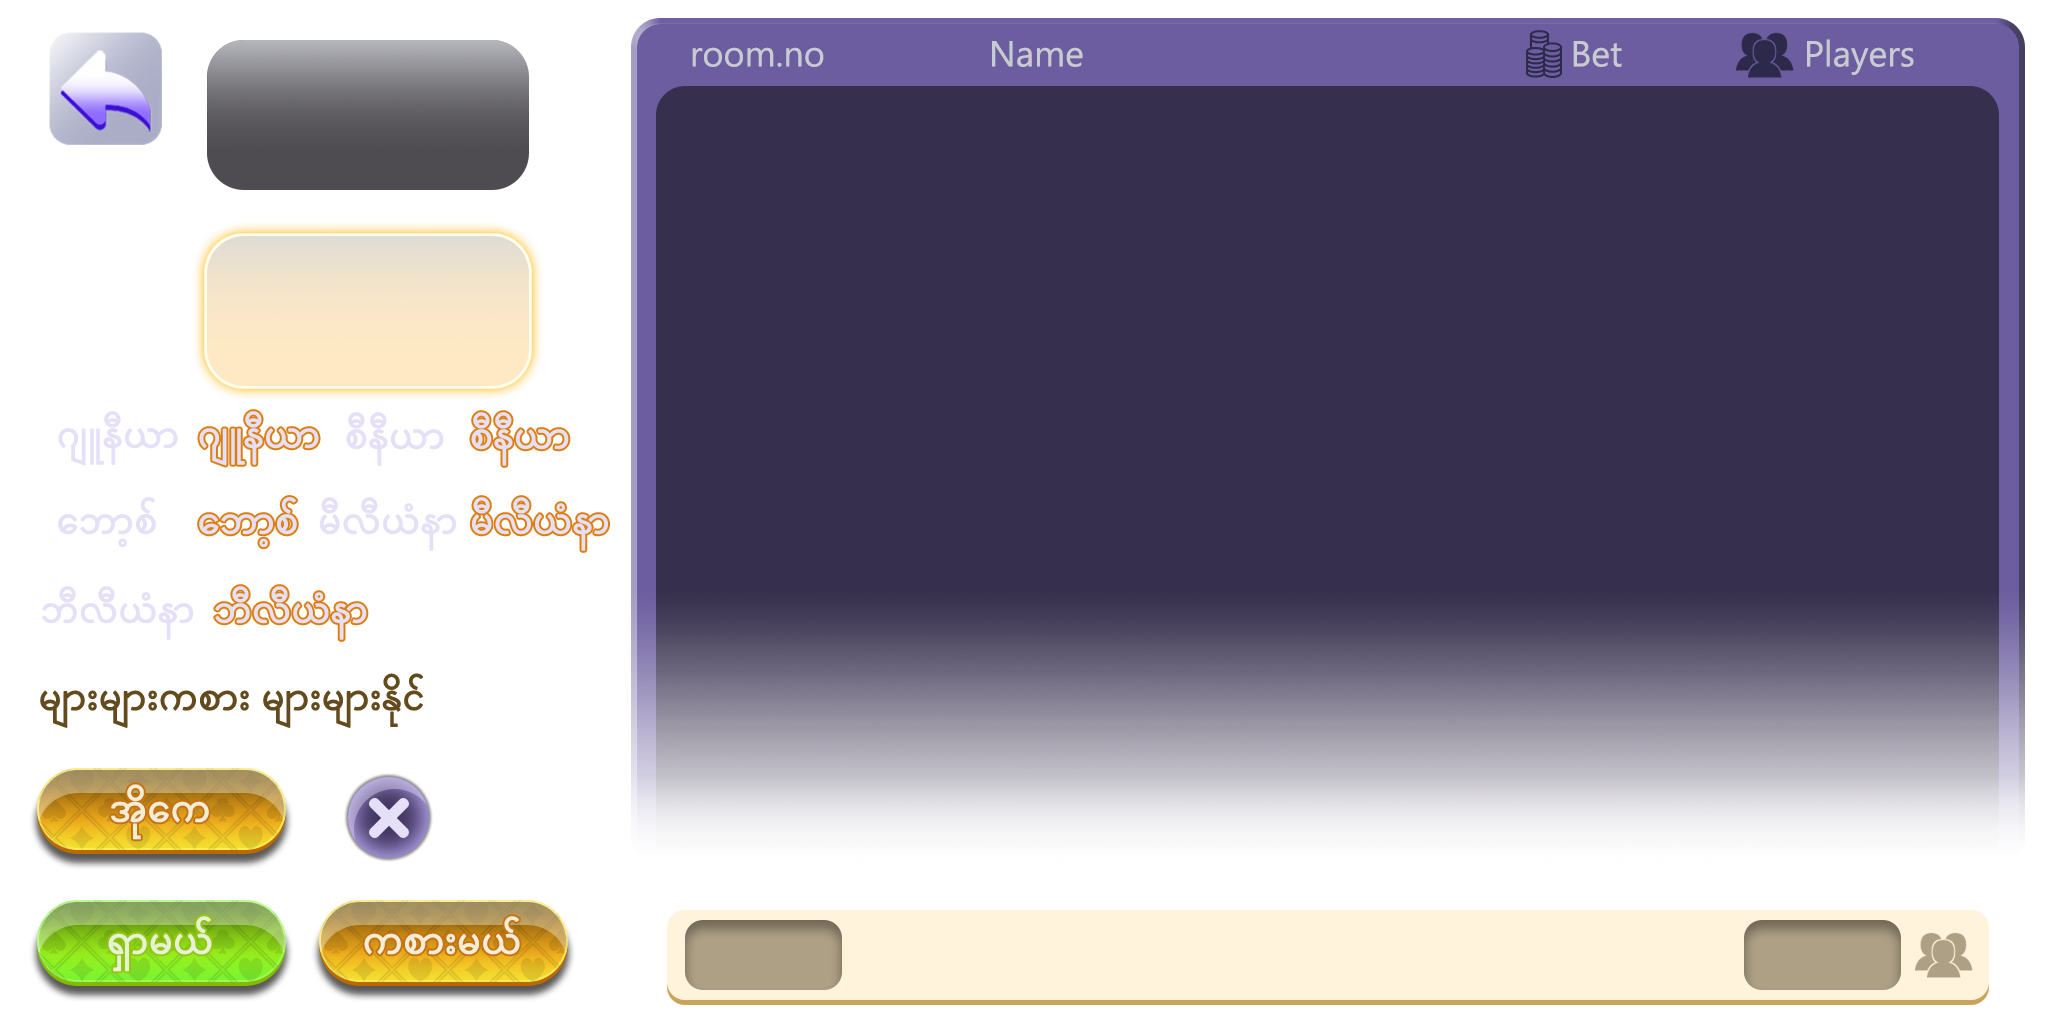 room.no Name Bet Players
ဂျူနီယာ ဂျူနီယာ စီနီယာ စီနီယာ
ဘော့စ် ဘော့စ် မီလီယံနာ မီလီယံနာ
ဘီလီယံနာ ဘီလီယံနာ
များများကစား များများနိုင်
အိုကေ
ရှာမယ် ကစားမယ်